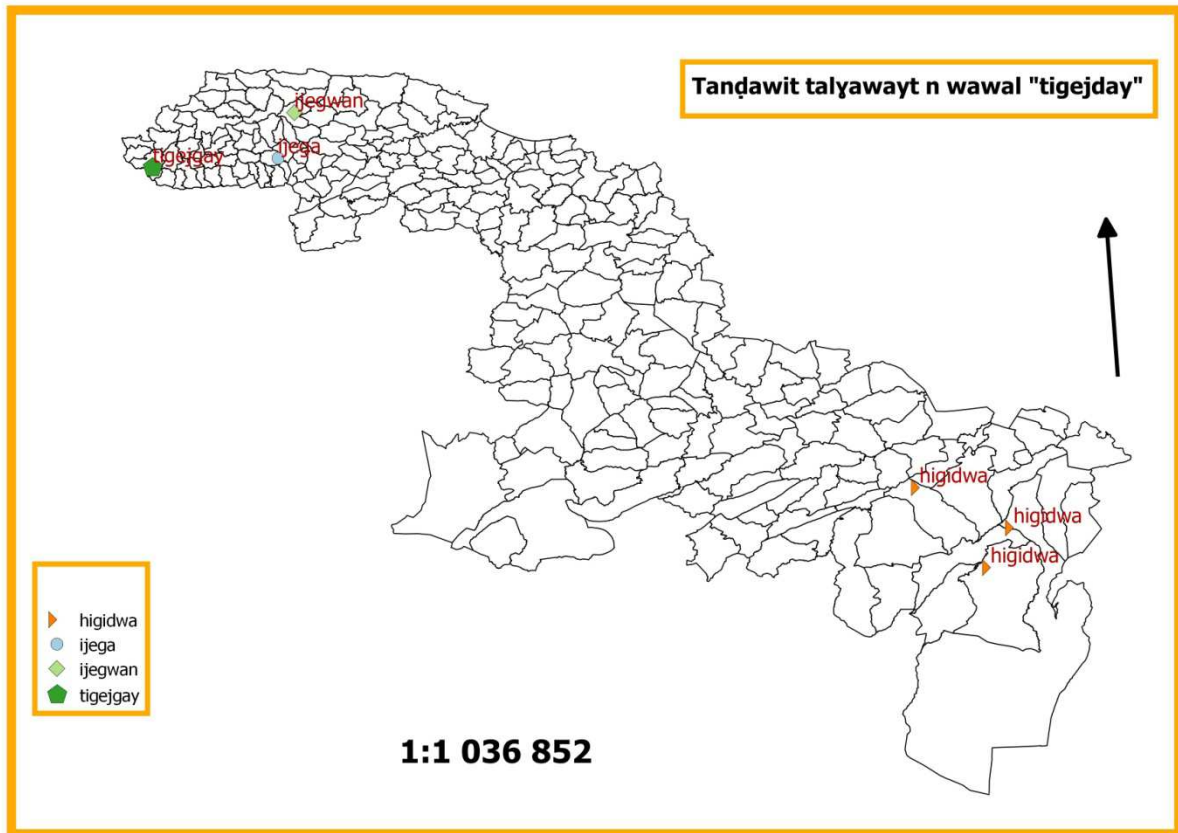 Tanḍawit talɣawayt n wawal "tigejday"
ijegwan
ijega
tigejgay
higidwa
higidwa
higidwa
higidwa
ijega
ijegwan
tigejgay
1:1 036 852